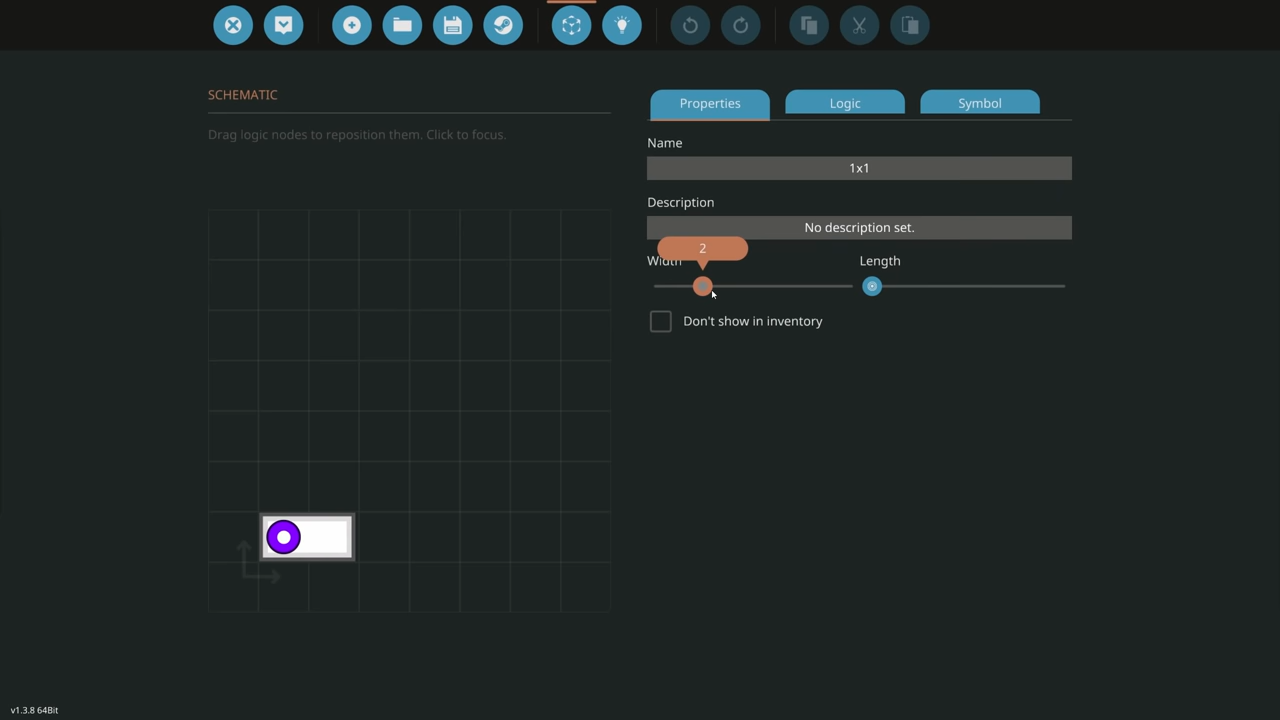 SCHEMATIC
Drag logic nodes to reposition them. Click to focus.
Properties
Logic
Symbol
Name
1x1
Description
No description set.
2
Width
Length
Don't show in inventory
v1.3.8 64Bit